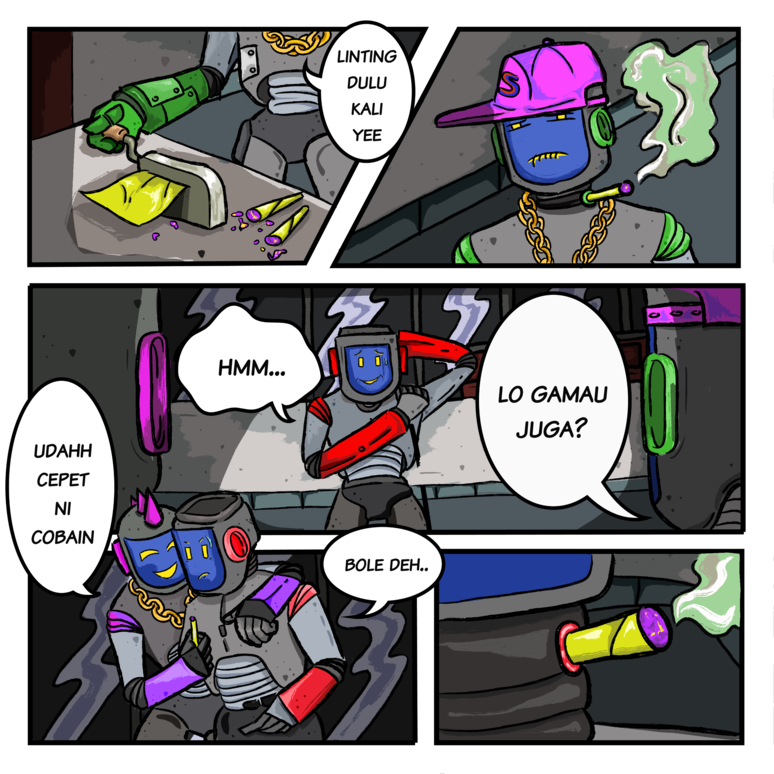 LINTING
DULU
KALI
YEE
S
HMM...
LO GAMAU
JUGA?
UDAHH
CEPET
NI
COBAIN
BOLE DEH..